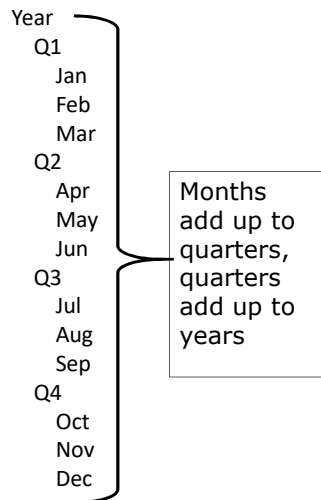 Year
Q1
Jan
Feb
Mar
Q2
Apr
May
Jun
Q3
Jul
Aug
Sep
Q4
Oct
Nov
Dec
Months
add up to
quarters,
quarters
add up to
years